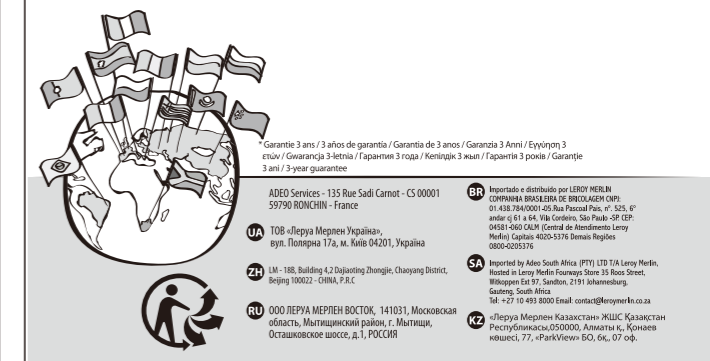 * Garantie 3 ans / 3 años de garantía / Garantia de 3 anos / Garanzia 3 Anni / Εγγύηση 3
ετών / Gwarancja 3-letnia / Гарантия 3 года / Кепілдік 3 жыл / Гарантія 3 років / Garanție
3 ani / 3-year guarantee
ADEO Services - 135 Rue Sadi Carnot - CS 00001
59790 RONCHIN - France
UA ТОВ «Леруа Мерлен Україна»,
вул. Полярна 17а, м. Київ 04201, Україна
ZH LM - 18B, Building 4,2 Dajiaoting Zhongjie, Chaoyang District,
Beijing 100022 - CHINA, P.R.C
RU ООО ЛЕРУА МЕРЛЕН ВОСТОК, 141031, Московская
область, Мытищинский район, г. Мытищи,
Осташковское шоссе, д.1, РОССИЯ
BR Importado e distribuido por LEROY MERLIN
COMPANHIA BRASILEIRA DE BRICOLAGEM CNPJ:
01.438.784/0001-05.Rua Pascoal Pais, nº. 525, 6º
andar cj 61 a 64, Vila Cordeiro, São Paulo -SP. CEP:
04581-060 CALM (Central de Atendimento Leroy
Merlin) Capitais 4020-5376 Demais Regiões
0800-0205376
SA Imported by Adeo South Africa (PTY) LTD T/A Leroy Merlin,
Hosted in Leroy Merlin Fourways Store 35 Roos Street,
Witkoppen Ext 97, Sandton, 2191 Johannesburg,
Gauteng, South Africa
Tel: +27 10 493 8000 Email: contact@leroymerlin.co.za
KZ «Леруа Мерлен Казахстан» ЖШС Қазақстан
Республикасы,050000, Алматы қ., Қонаев
көшесі, 77, «ParkView» БО, 6қ., 07 оф.